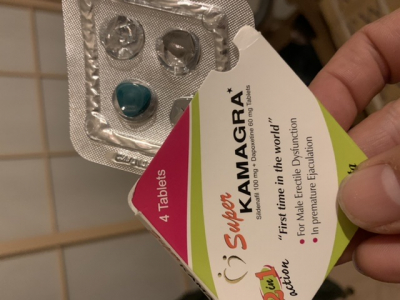 4 Tablets
Super
KAMAGRA*
Sildenafil 100 mg + Dapoxetine 60 mg Tablets
"First time in the world"
• For Male Erectile Dysfunction
• In premature Ejaculation
2 in 1
action